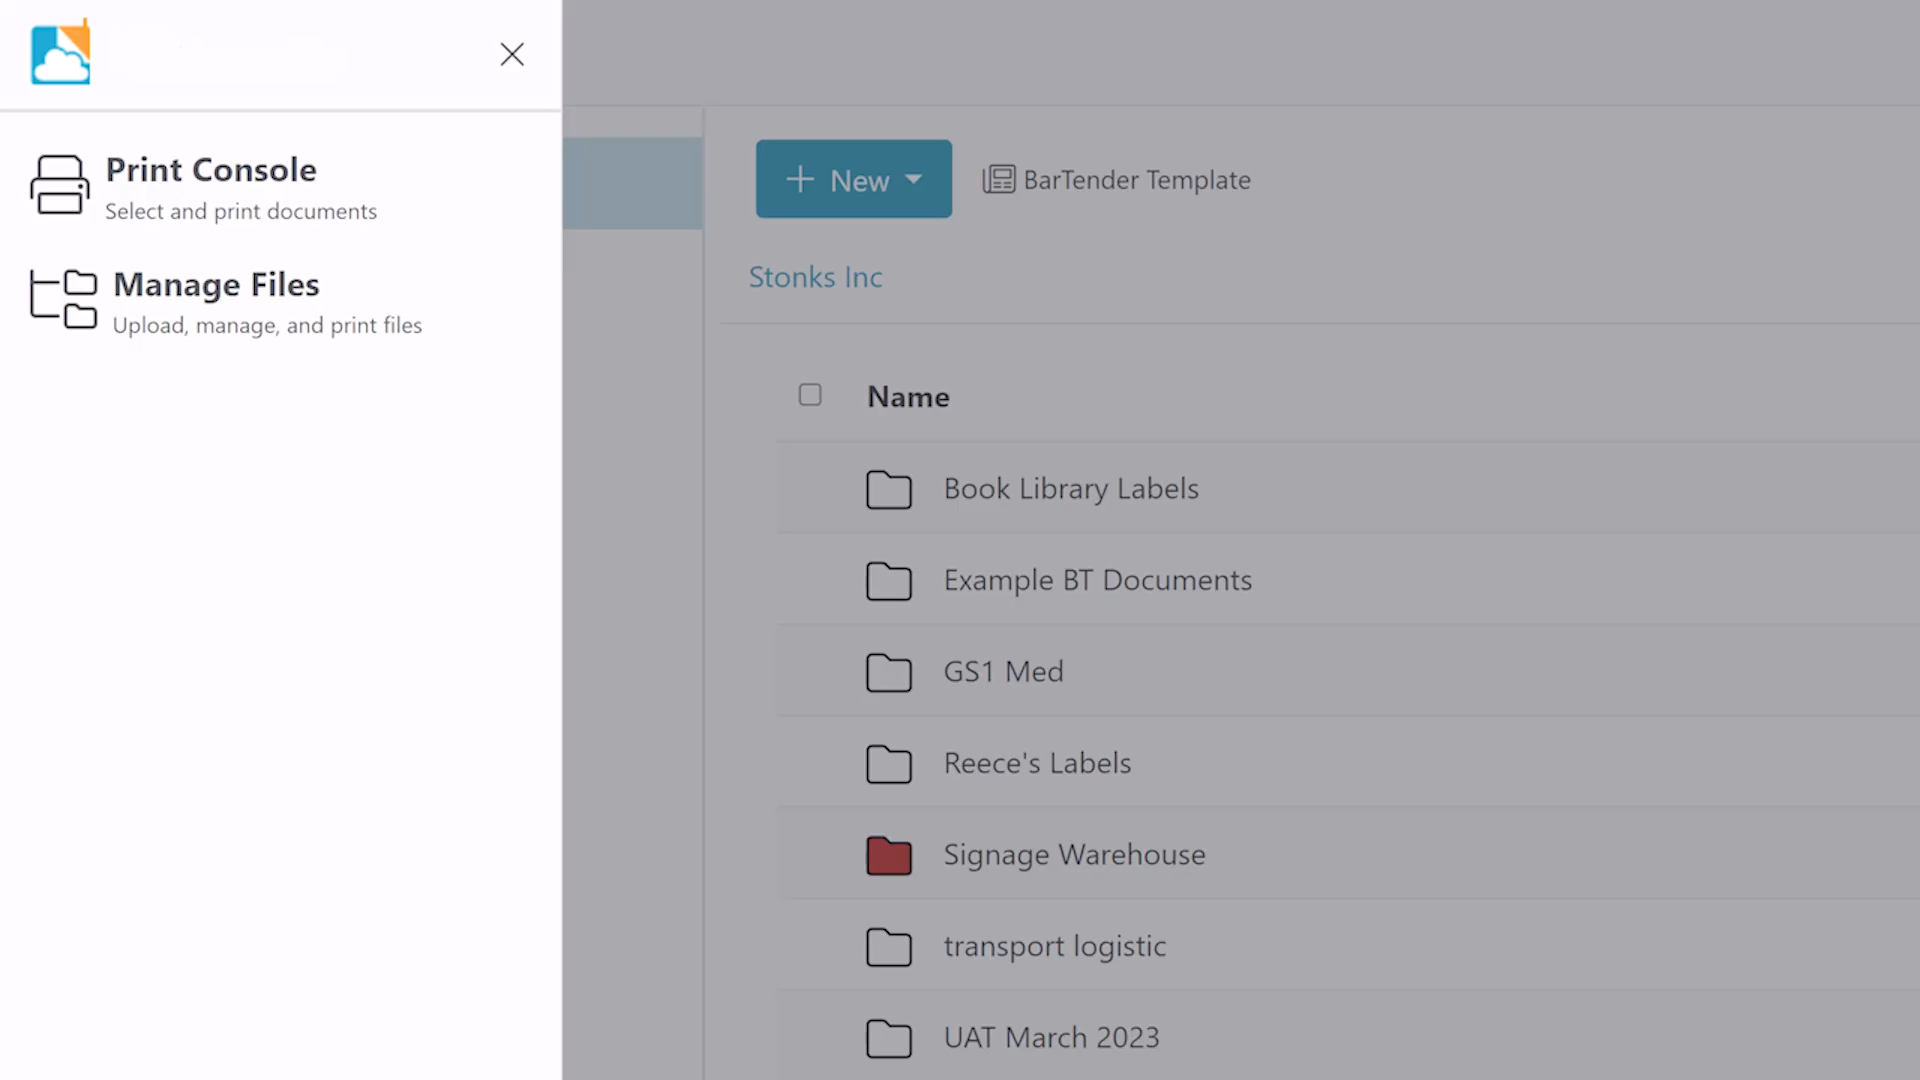 Print Console
Select and print documents
Manage Files
Upload, manage, and print files
New
BarTender Template
Stonks Inc
Name
Book Library Labels
Example BT Documents
GS1 Med
Reece's Labels
Signage Warehouse
transport logistic
UAT March 2023